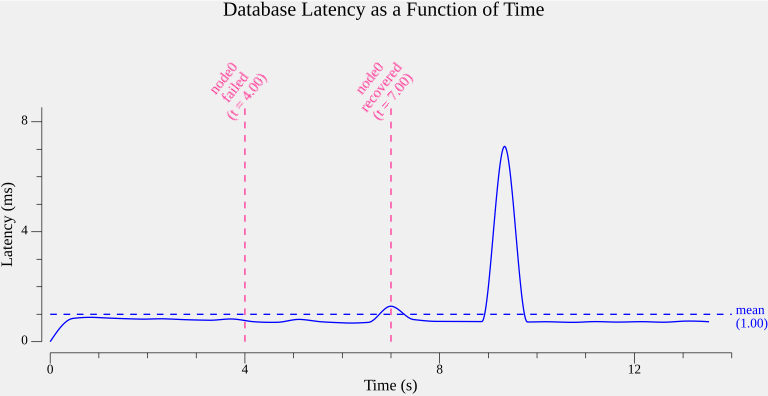 Database Latency as a Function of Time
node0
failed
(t = 4.00)
node0
recovered
(t = 7.00)
8
4
0
Latency (ms)
mean
(1.00)
0
4
8
12
Time (s)